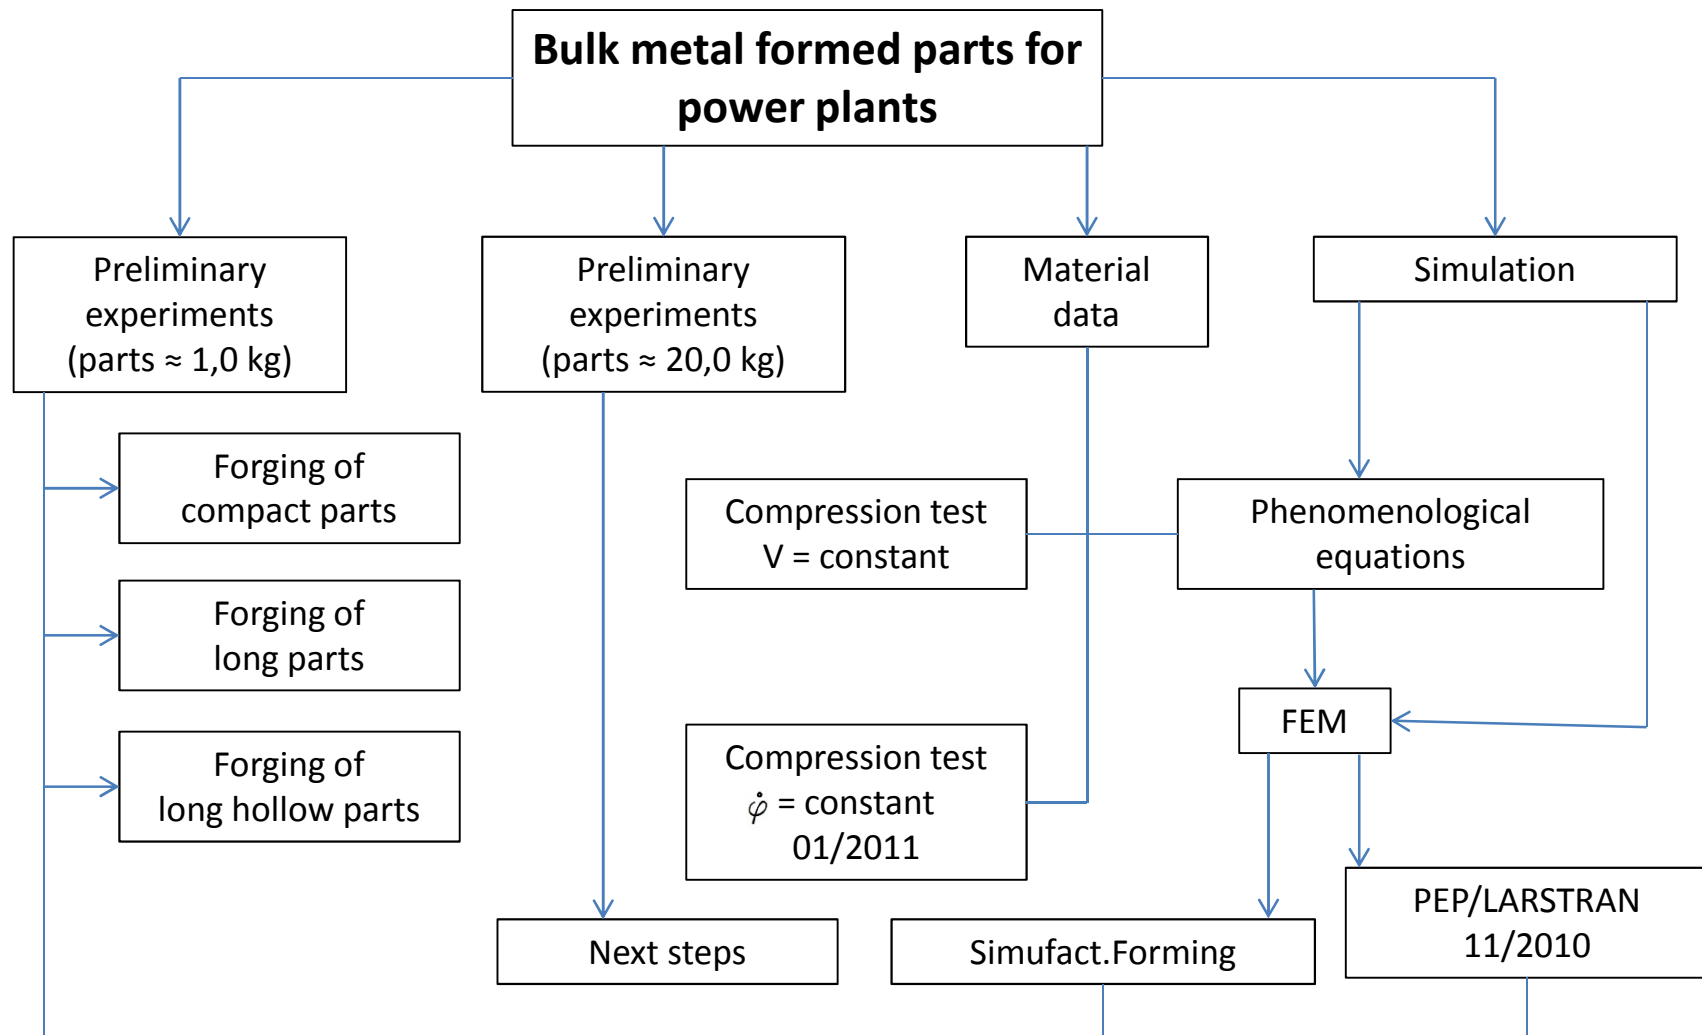 Bulk metal formed parts for
power plants
Preliminary
experiments
(parts ≈ 1,0 kg)
Preliminary
experiments
(parts ≈ 20,0 kg)
Material
data
Simulation
Forging of
compact parts
Forging of
long parts
Forging of
long hollow parts
Compression test
V = constant
Phenomenological
equations
Compression test
φ̇ = constant
01/2011
FEM
Next steps
Simufact.Forming
PEP/LARSTRAN
11/2010